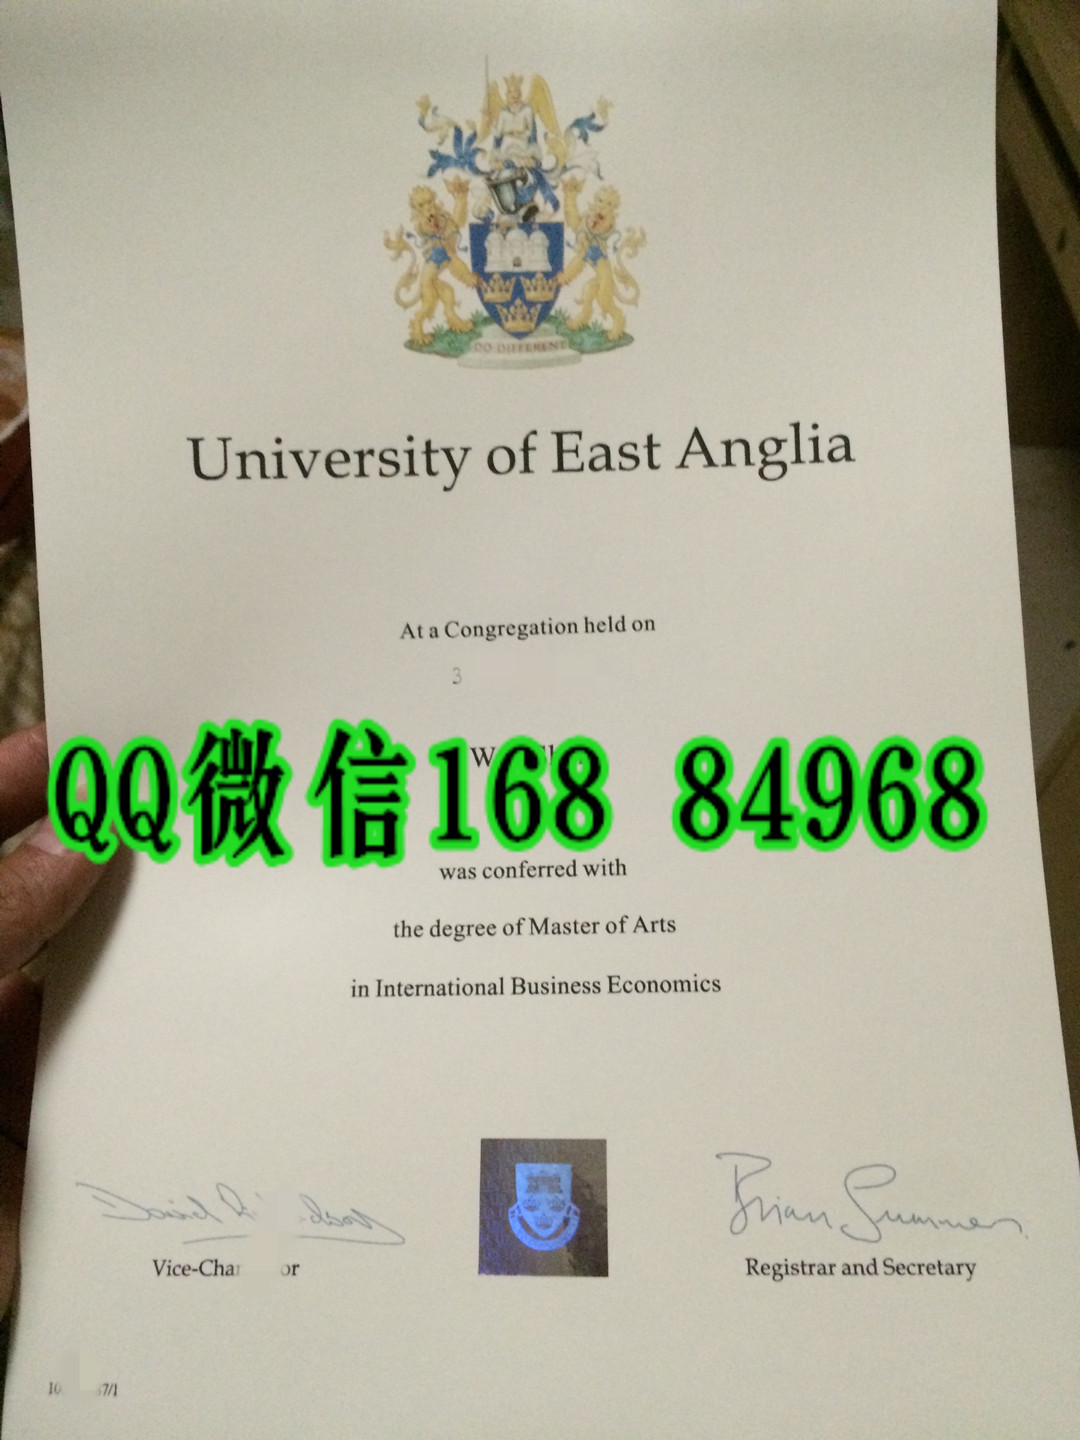 DO DIFFERENT
University of East Anglia
At a Congregation held on
3
QQ微信168 84968
was conferred with
the degree of Master of Arts
in International Business Economics
Brian Summers
Vice-Cha or
Registrar and Secretary